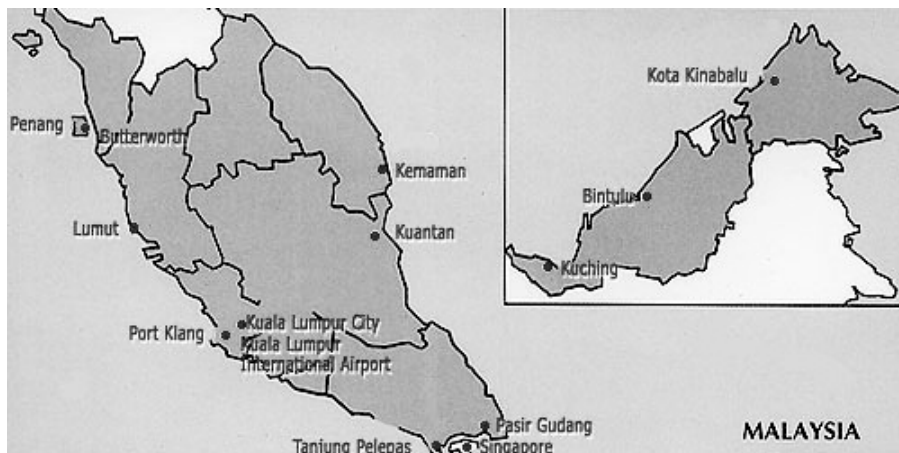 Kota Kinabalu
Penang
Butterworth
Kemaman
Bintulu
Lumut
Kuantan
Kuching
Kuala Lumpur City
Port Klang
Kuala Lumpur
International Airport
Pasir Gudang
MALAYSIA
Tanjung Pelepas
Singapore